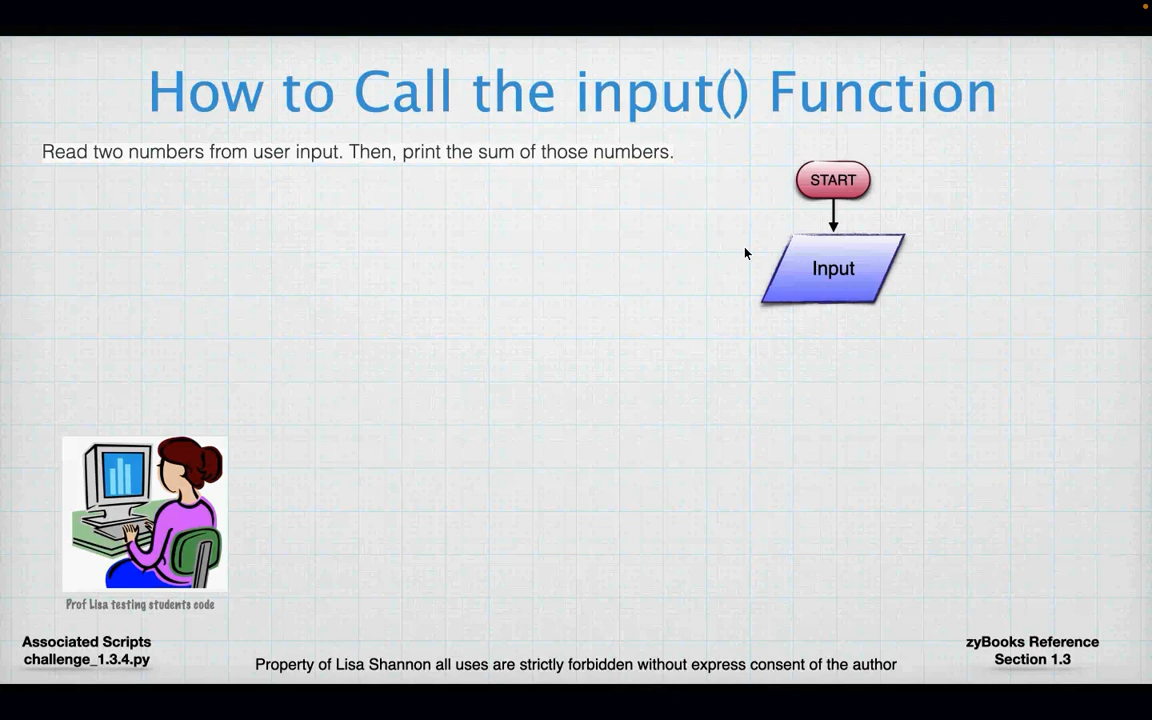 How to Call the input() Function
Read two numbers from user input. Then, print the sum of those numbers.
START
Input
Prof Lisa testing students code
Associated Scripts
challenge_1.3.4.py
Property of Lisa Shannon all uses are strictly forbidden without express consent of the author
zyBooks Reference
Section 1.3